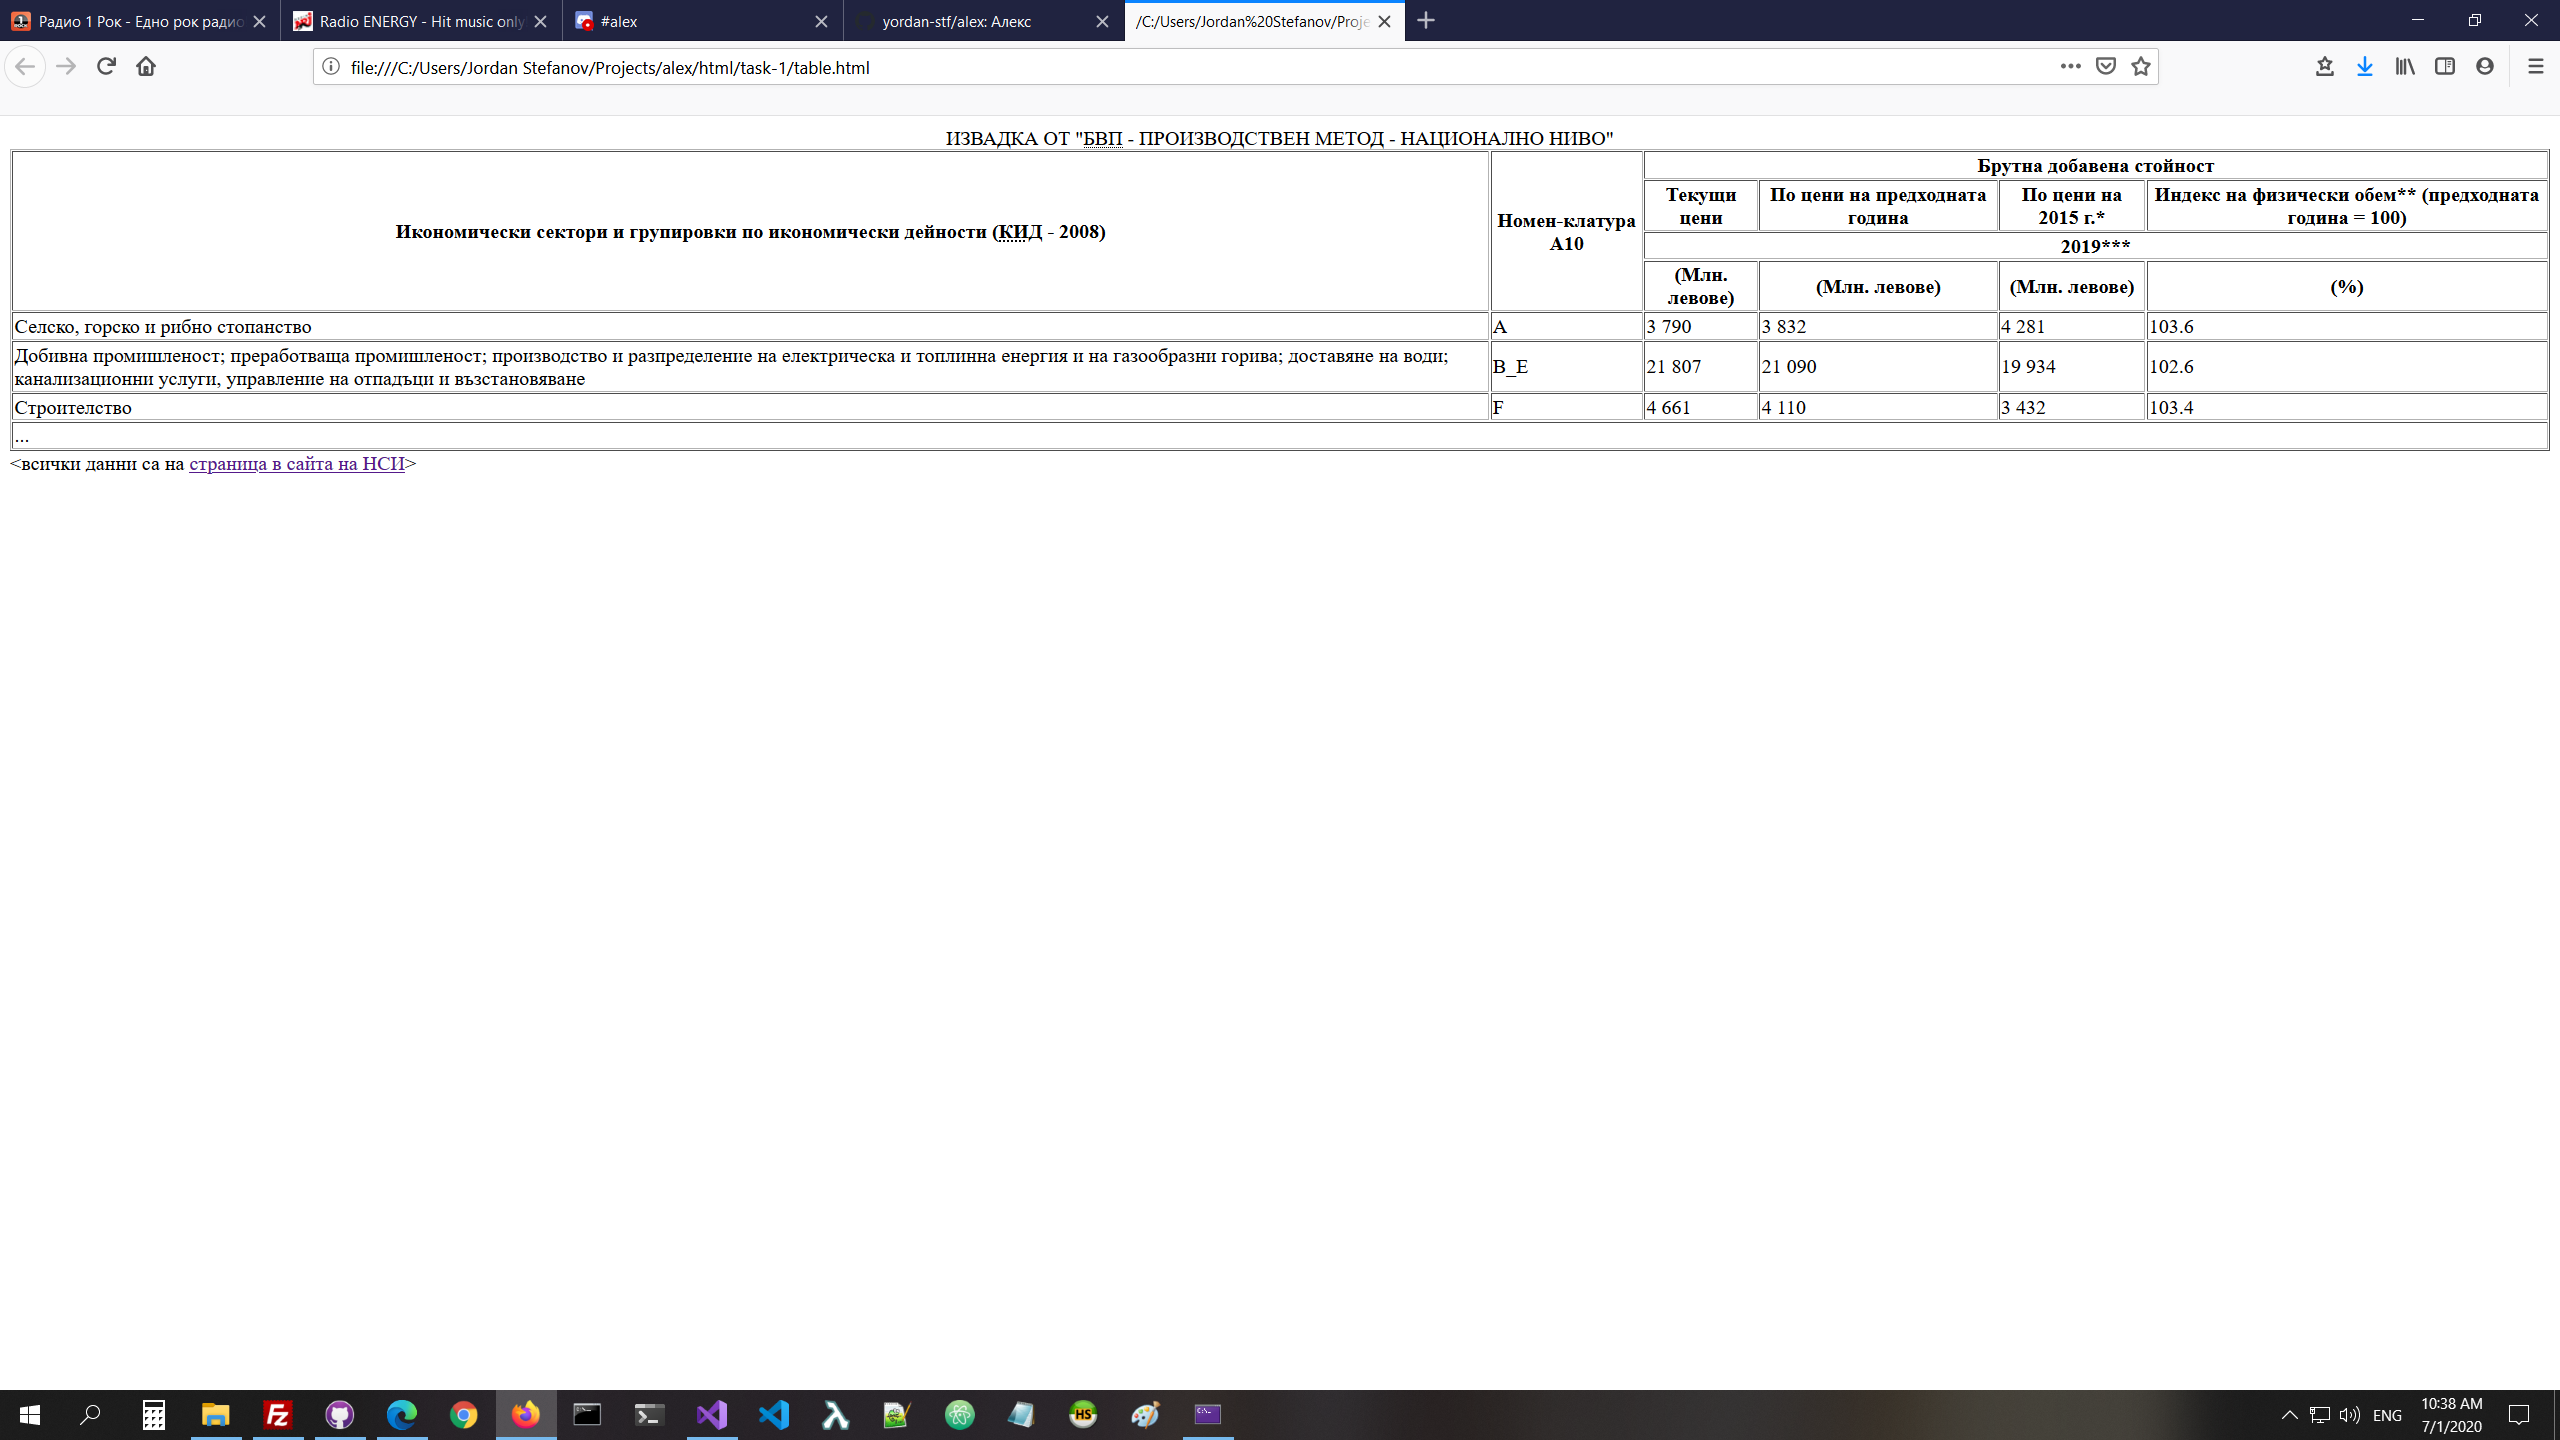 Радио 1 Рок - Едно рок радио
Radio ENERGY - Hit music only
#alex
yordan-stf/alex: Алекс
/C:/Users/Jordan%20Stefanov/Proje
file:///C:/Users/Jordan Stefanov/Projects/alex/html/task-1/table.html
ИЗВАДКА ОТ "БВП - ПРОИЗВОДСТВЕН МЕТОД - НАЦИОНАЛНО НИВО"
Икономически сектори и групировки по икономически дейности (КИД - 2008)
Номен-клатура
А10
Брутна добавена стойност
Текущи
цени
По цени на предходната
година
По цени на
2015 г.*
Индекс на физически обем** (предходната
година = 100)
2019***
(Млн.
левове)
(Млн. левове)
(Млн. левове)
(%)
Селско, горско и рибно стопанство A 3 790 3 832 4 281 103.6
Добивна промишленост; преработваща промишленост; производство и разпределение на електрическа и топлинна енергия и на газообразни горива; доставяне на води;
канализационни услуги, управление на отпадъци и възстановяване
B_E 21 807 21 090 19 934 102.6
Строителство F 4 661 4 110 3 432 103.4
...
<всички данни са на страница в сайта на НСИ>
ENG
10:38 AM
7/1/2020